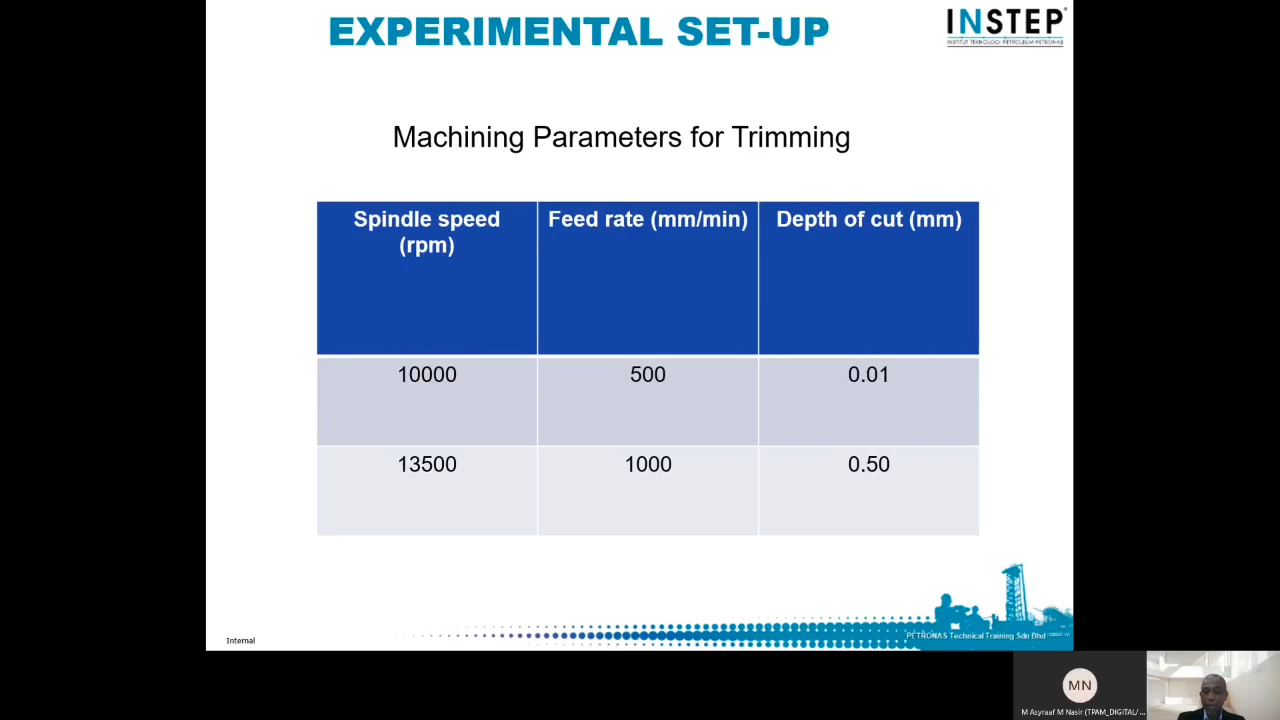 EXPERIMENTAL SET-UP
INSTEP
INSTITUT TEKNOLOGI PETROLEUM PETRONAS
Machining Parameters for Trimming
Spindle speed (rpm)
Feed rate (mm/min)
Depth of cut (mm)
10000 500 0.01
13500 1000 0.50
Internal
PETRONAS Technical Training Sdn Bhd
MN
M Asyraaf M Nasir (TPAM_DIGITAL/ ...